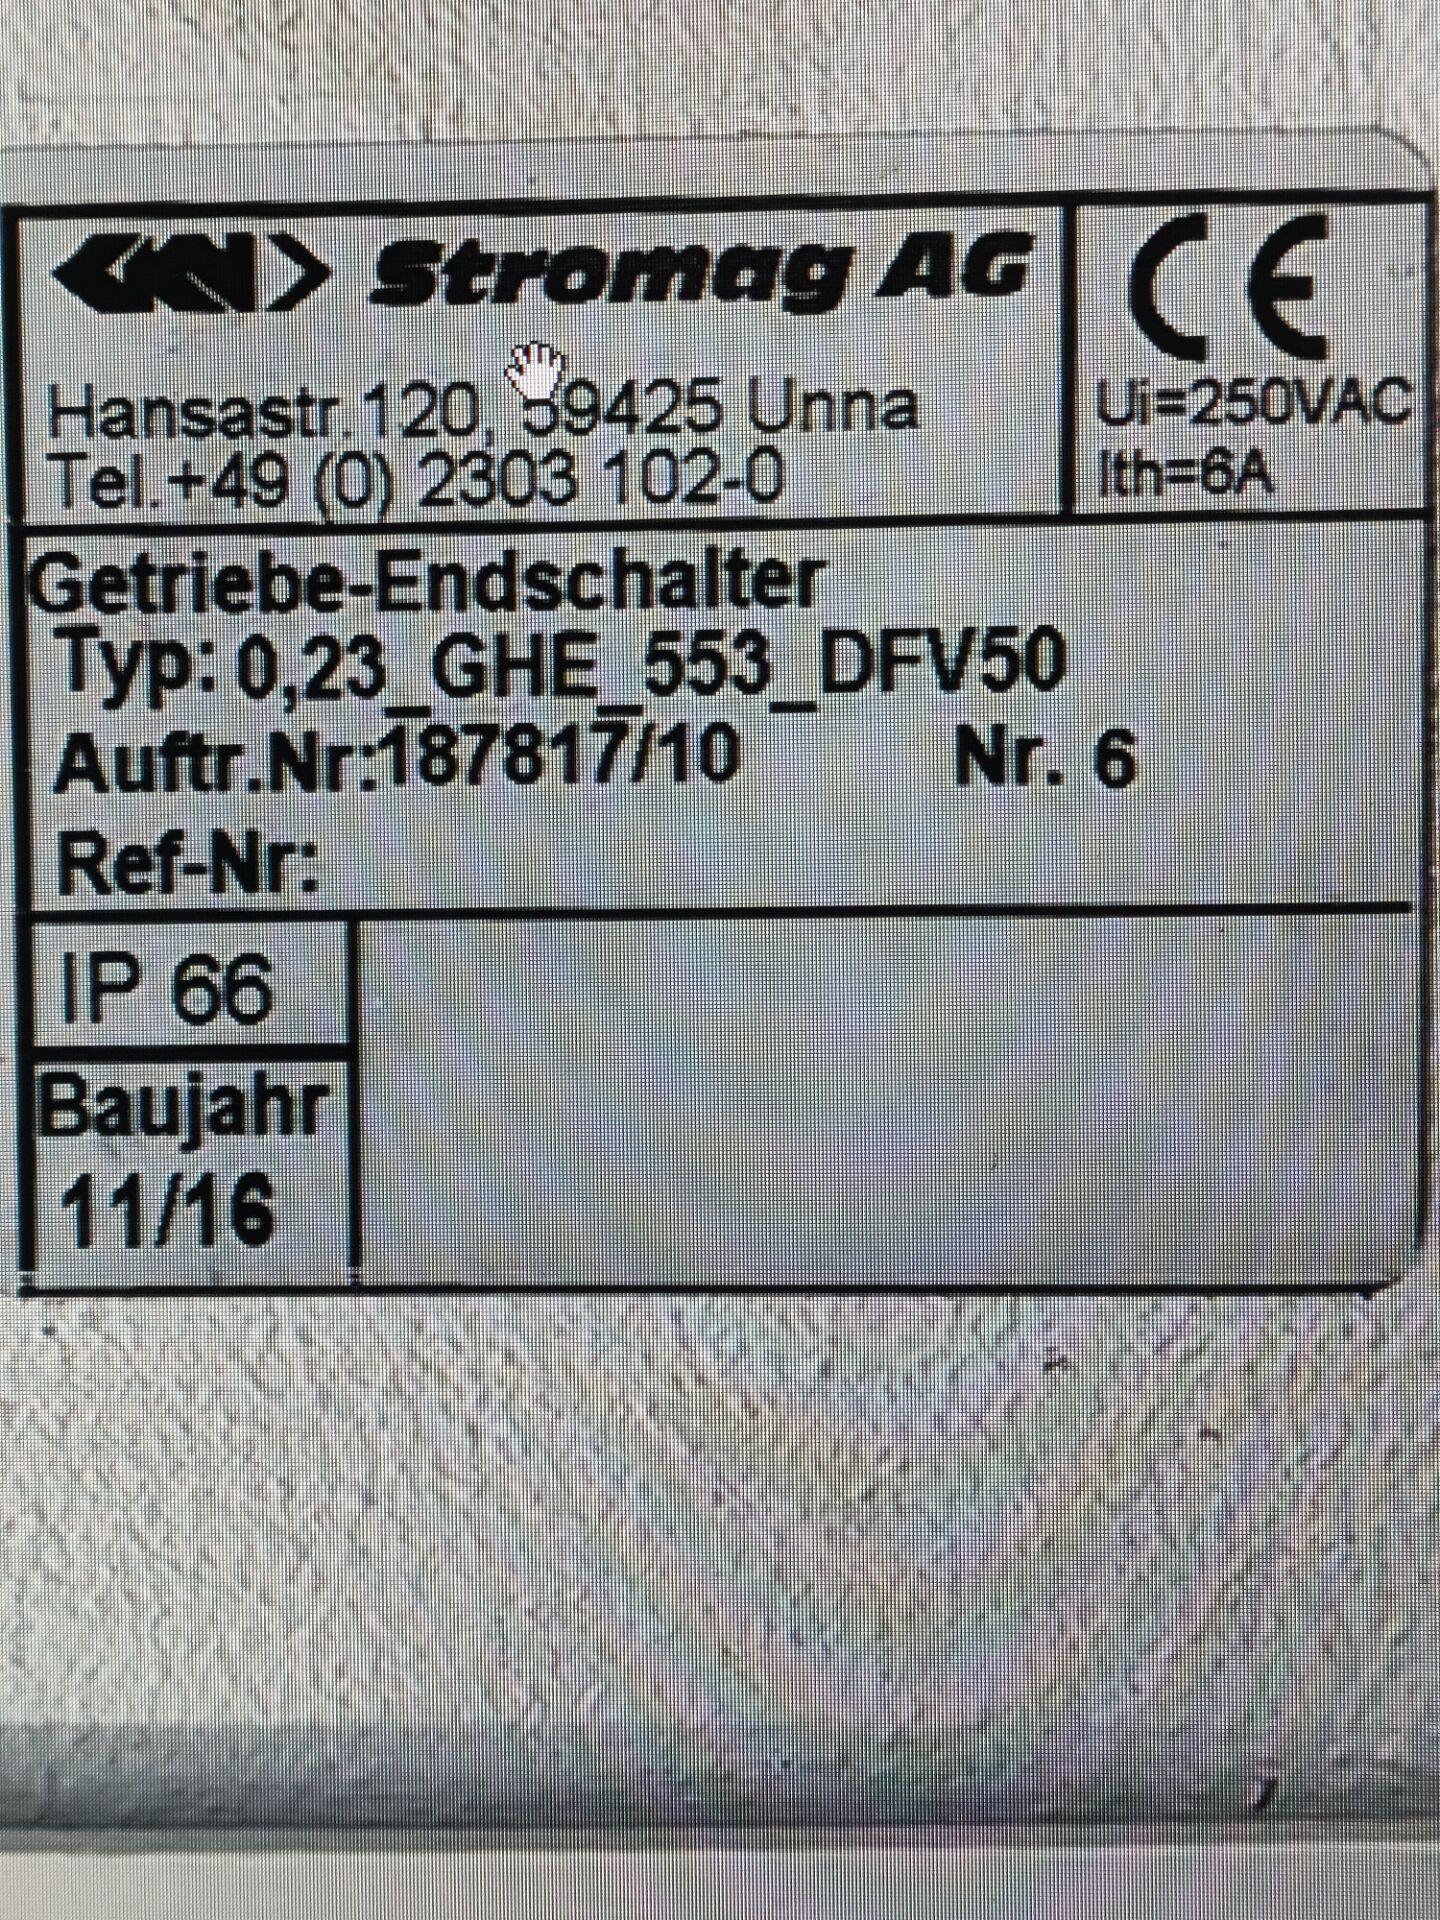 Stromag AG
CE
Hansastr.120, 59425 Unna
Tel.+49 (0) 2303 102-0
Ui=250VAC
Ith=6A
Getriebe-Endschalter
Typ: 0,23_GHE_553_DFV50
Auftr.Nr:187817/10 Nr. 6
Ref-Nr:
IP 66
Baujahr
11/16